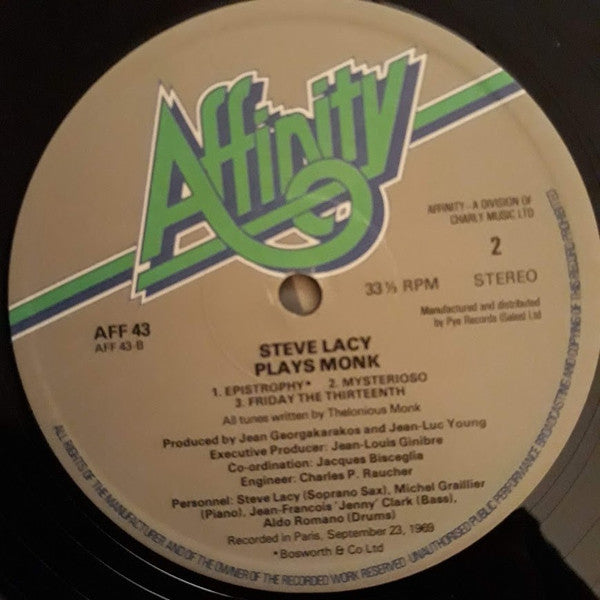 Affinity
AFFINITY - A DIVISION OF
CHARLY MUSIC LTD
2
33⅓ RPM STEREO
Manufactured and distributed
by Pye Records (Sales) Ltd
AFF 43
AFF 43-B
STEVE LACY
PLAYS MONK
1. EPISTROPHY* 2. MYSTERIOSO
3. FRIDAY THE THIRTEENTH
All tunes written by Thelonious Monk
Produced by Jean Georgakarakos and Jean-Luc Young
Executive Producer: Jean-Louis Ginibre
Co-ordination: Jacques Bisceglia
Engineer: Charles P. Raucher
Personnel: Steve Lacy (Soprano Sax), Michel Graillier
(Piano), Jean-Francois 'Jenny' Clark (Bass),
Aldo Romano (Drums)
Recorded in Paris, September 23, 1969
*Bosworth & Co Ltd
ALL RIGHTS OF THE MANUFACTURER AND OF THE OWNER OF THE RECORDED WORK RESERVED UNAUTHORISED PUBLIC PERFORMANCE BROADCASTING AND COPYING OF THIS RECORD PROHIBITED